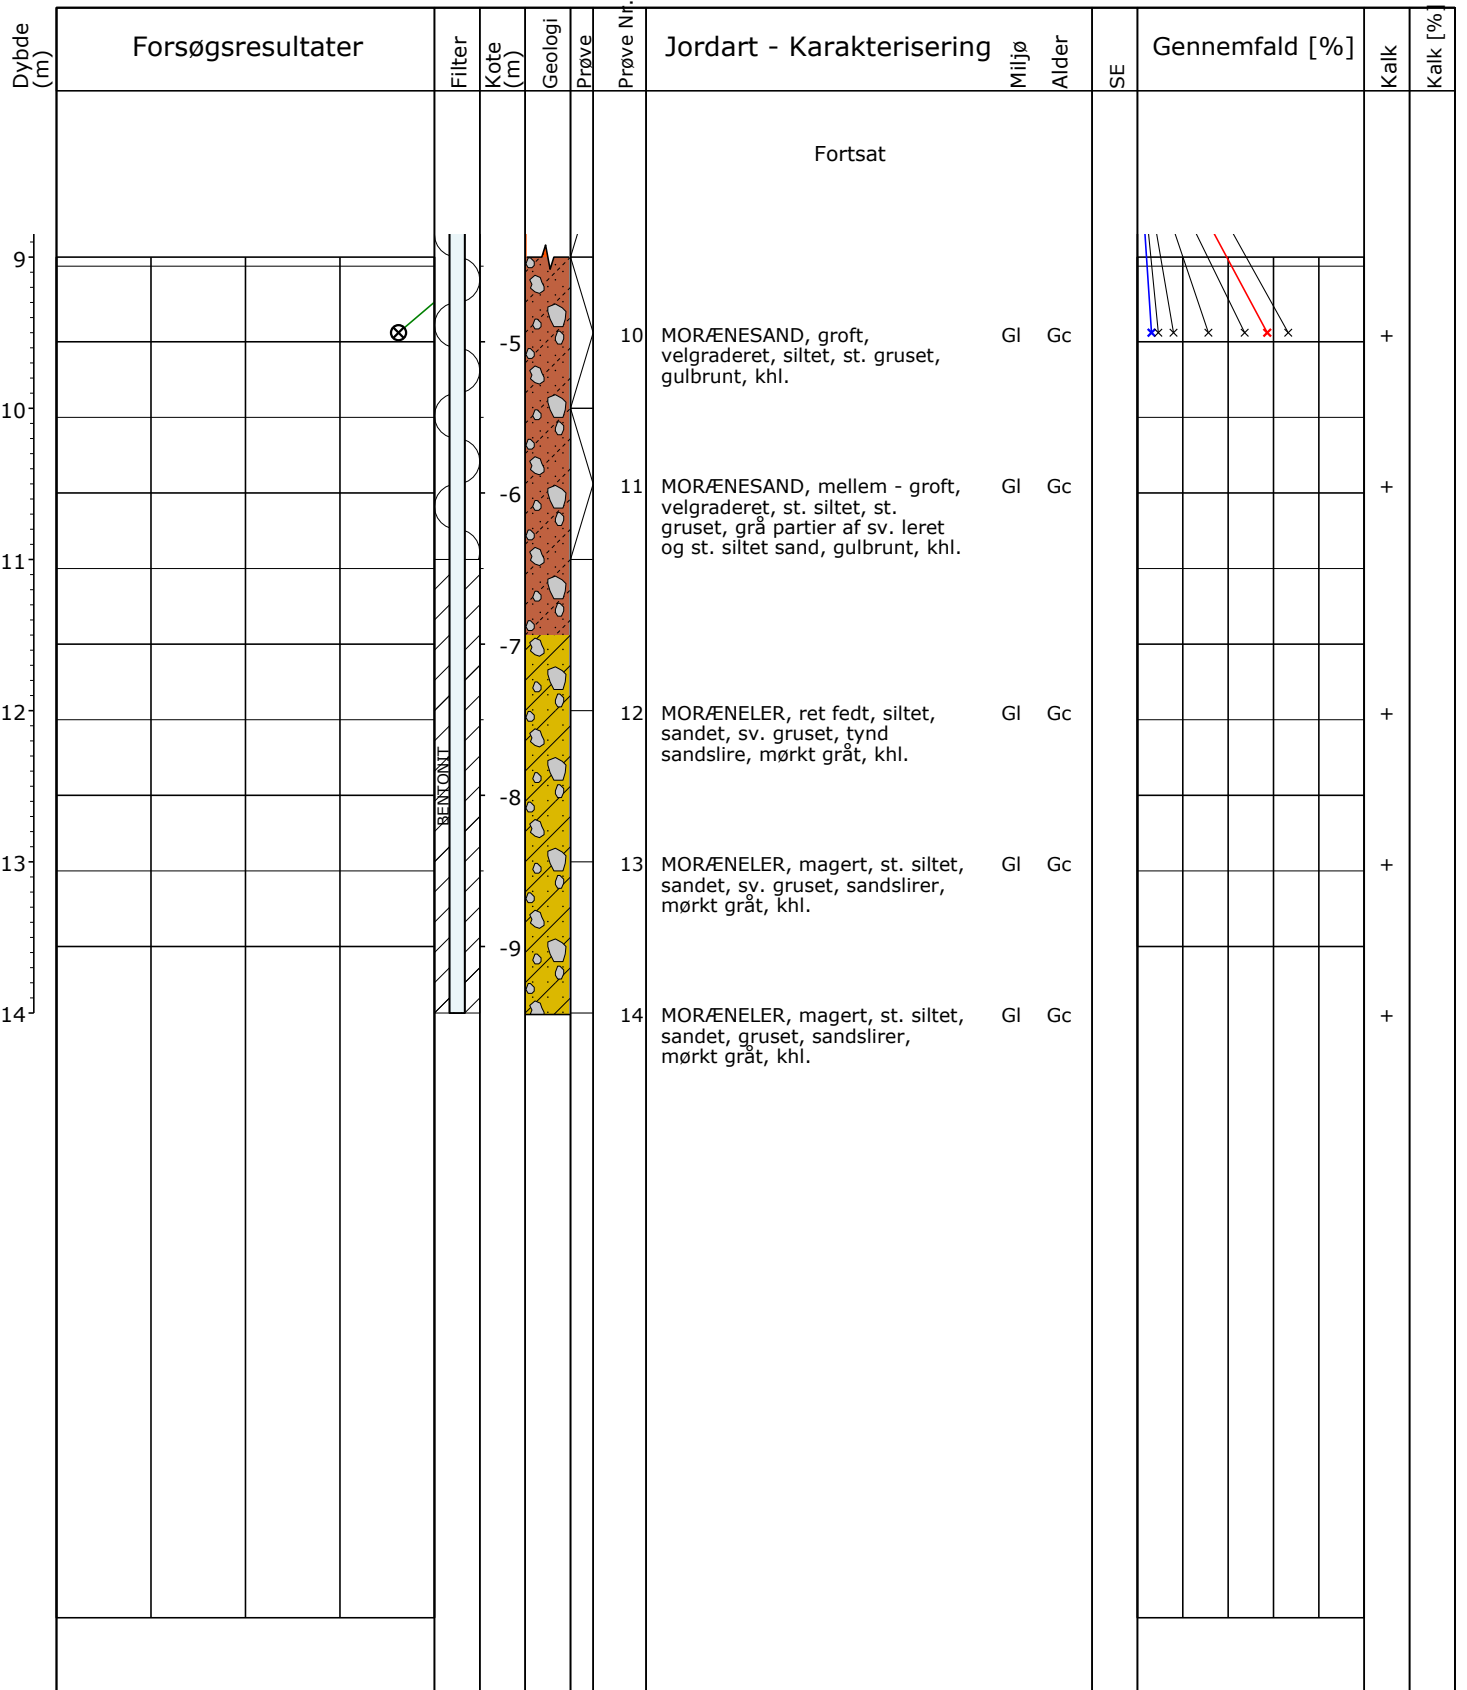 Dybde (m)
Forsøgsresultater
Filter
Kote (m)
Geologi
Prøve
Prøve Nr.
Jordart - Karakterisering
Miljø
Alder
SE
Gennemfald [%]
Kalk
Kalk [%]
Fortsat
9
-5
10 MORÆNESAND, groft, Gl Gc +
velgraderet, siltet, st. gruset,
gulbrunt, khl.
10
-6
11 MORÆNESAND, mellem - groft, Gl Gc +
velgraderet, st. siltet, st.
gruset, grå partier af sv. leret
og st. siltet sand, gulbrunt, khl.
11
-7
12
12 MORÆNELER, ret fedt, siltet, Gl Gc +
sandet, sv. gruset, tynd
sandslire, mørkt gråt, khl.
BENTONIT
-8
13
13 MORÆNELER, magert, st. siltet, Gl Gc +
sandet, sv. gruset, sandslirer,
mørkt gråt, khl.
-9
14
14 MORÆNELER, magert, st. siltet, Gl Gc +
sandet, gruset, sandslirer,
mørkt gråt, khl.